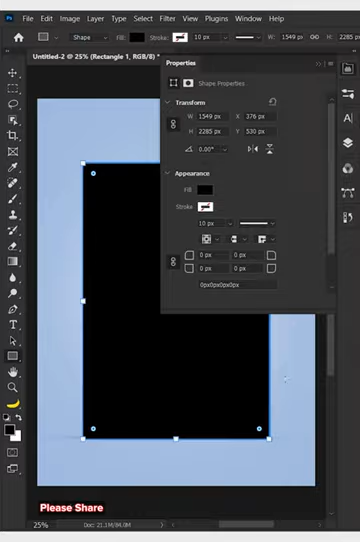 Ps File Edit Image Layer Type Select Filter View Plugins Window Help
Shape Fill: Stroke: 10 px W: 1549 px H: 2285 px
Untitled-2 @ 25% (Rectangle 1, RGB/8) *
Properties
Shape Properties
Transform
W 1549 px X 376 px
H 2285 px Y 530 px
0.00°
Appearance
Fill
Stroke
10 px
0 px 0 px
0 px 0 px
0px0px0px0px
Please Share
25% Doc: 21.1M/84.0M